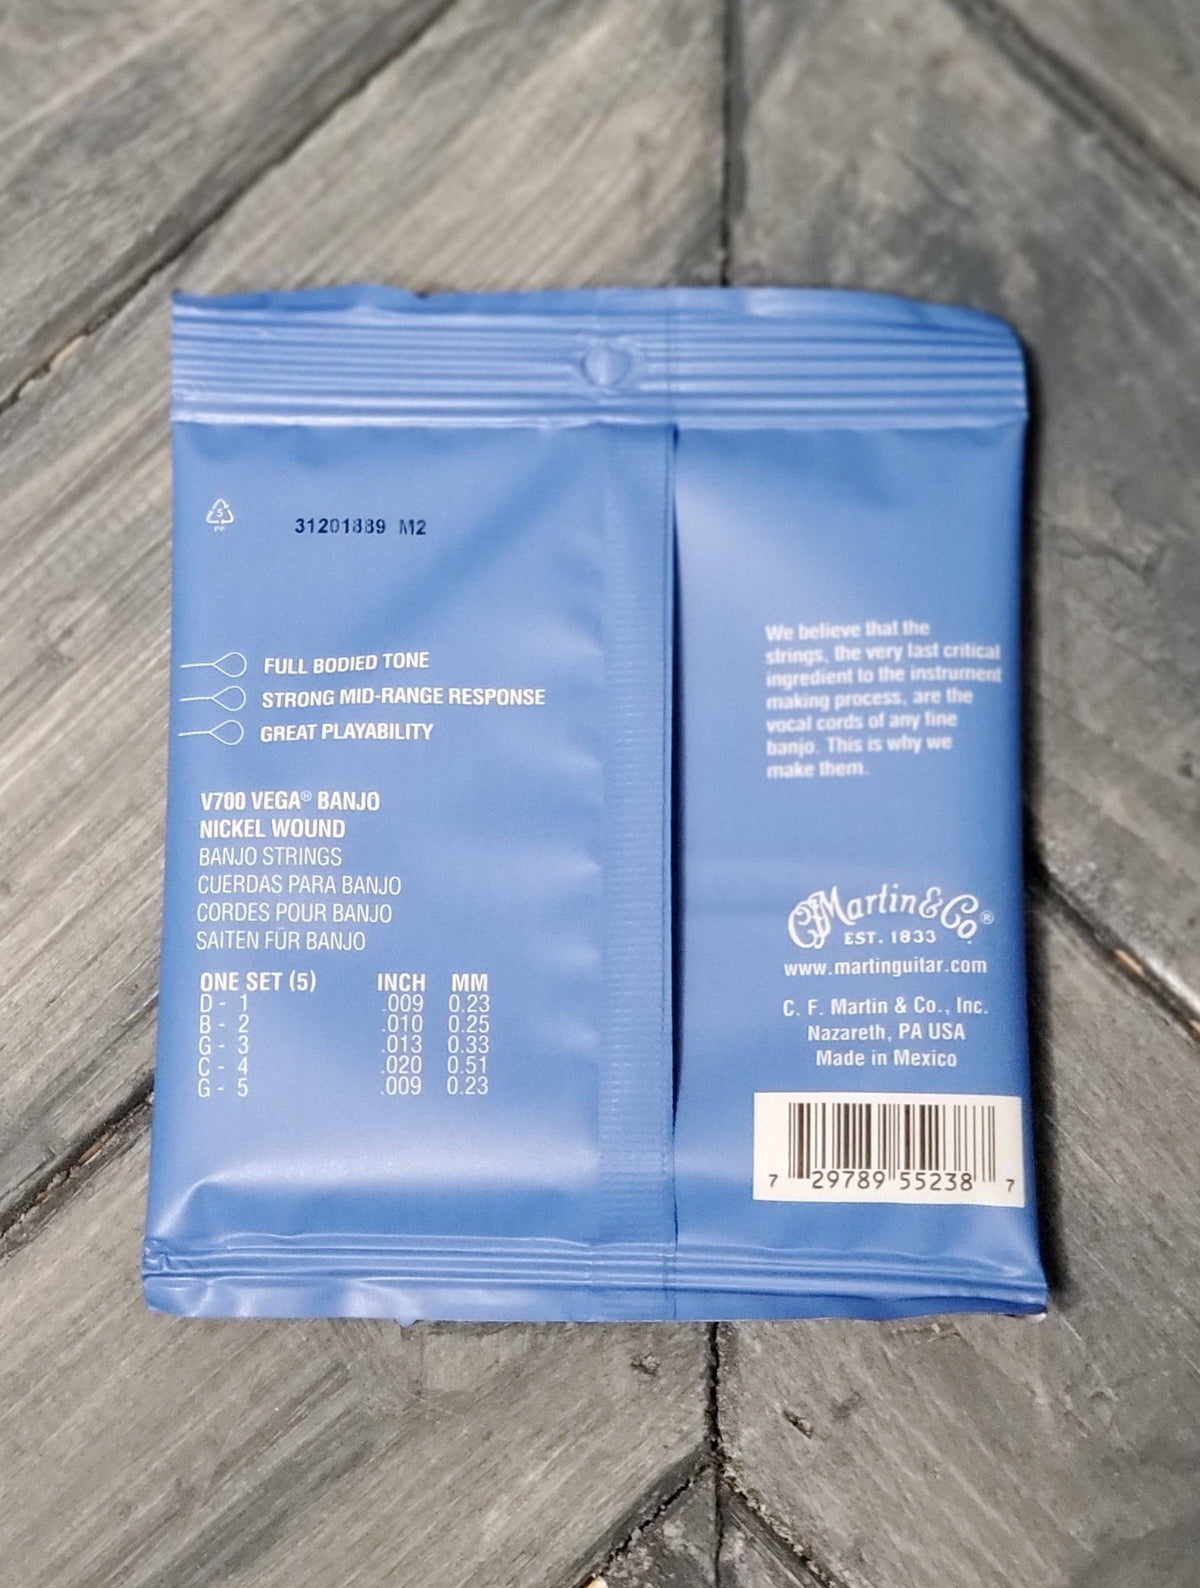 5
PP
31201889 M2
FULL BODIED TONE
STRONG MID-RANGE RESPONSE
GREAT PLAYABILITY
V700 VEGA® BANJO
NICKEL WOUND
BANJO STRINGS
CUERDAS PARA BANJO
CORDES POUR BANJO
SAITEN FÜR BANJO
ONE SET (5) INCH MM
D - 1 .009 0.23
B - 2 .010 0.25
G - 3 .013 0.33
C - 4 .020 0.51
G - 5 .009 0.23
We believe that the
strings, the very last critical
ingredient to the instrument
making process, are the
vocal cords of any fine
banjo. This is why we
make them.
CF Martin & Co®
EST. 1833
www.martinguitar.com
C. F. Martin & Co., Inc.
Nazareth, PA USA
Made in Mexico
7 29789 55238 7